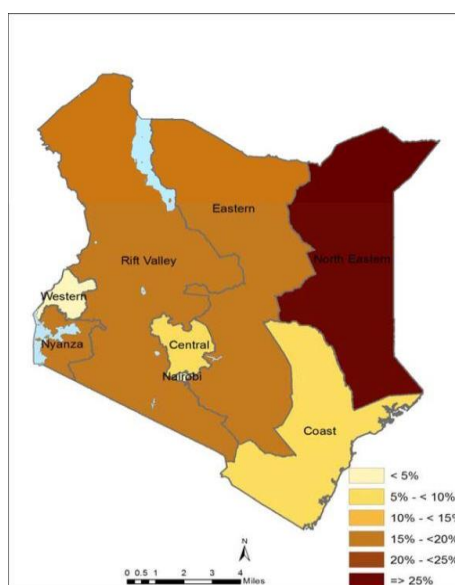 Eastern
Rift Valley
North Eastern
Western
Nyanza
Central
Nairobi
Coast
< 5%
5% - < 10%
10% - < 15%
15% - <20%
20% - <25%
=> 25%
N
0 0.5 1 2 3 4
Miles